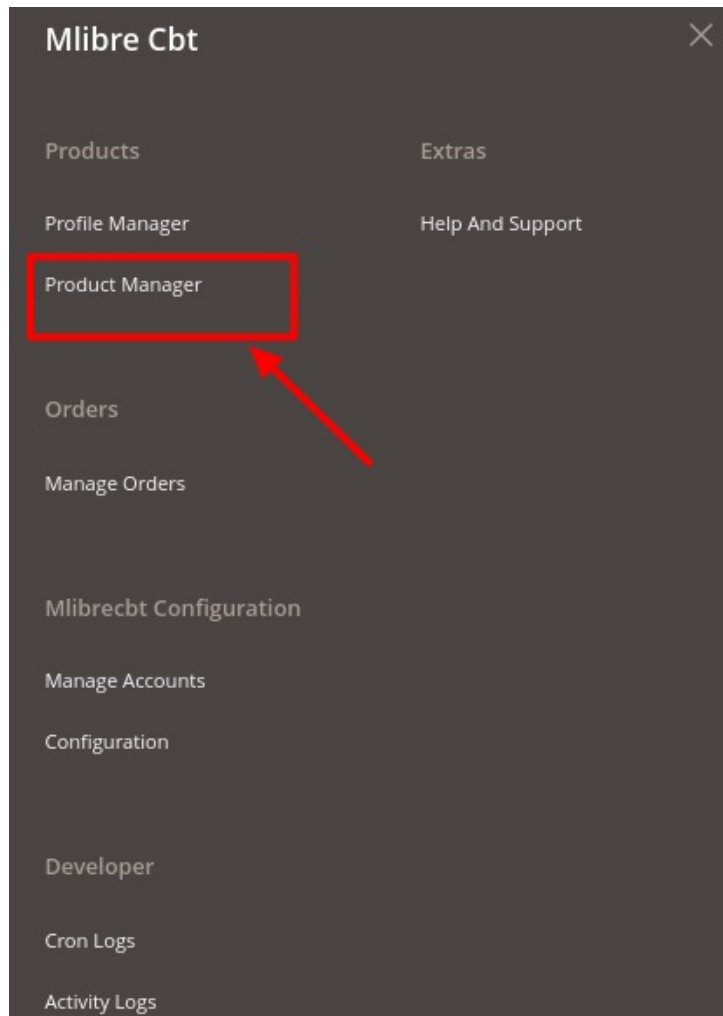 Mlibre Cbt
Products
Profile Manager
Product Manager
Extras
Help And Support
Orders
Manage Orders
Mlibrecbt Configuration
Manage Accounts
Configuration
Developer
Cron Logs
Activity Logs